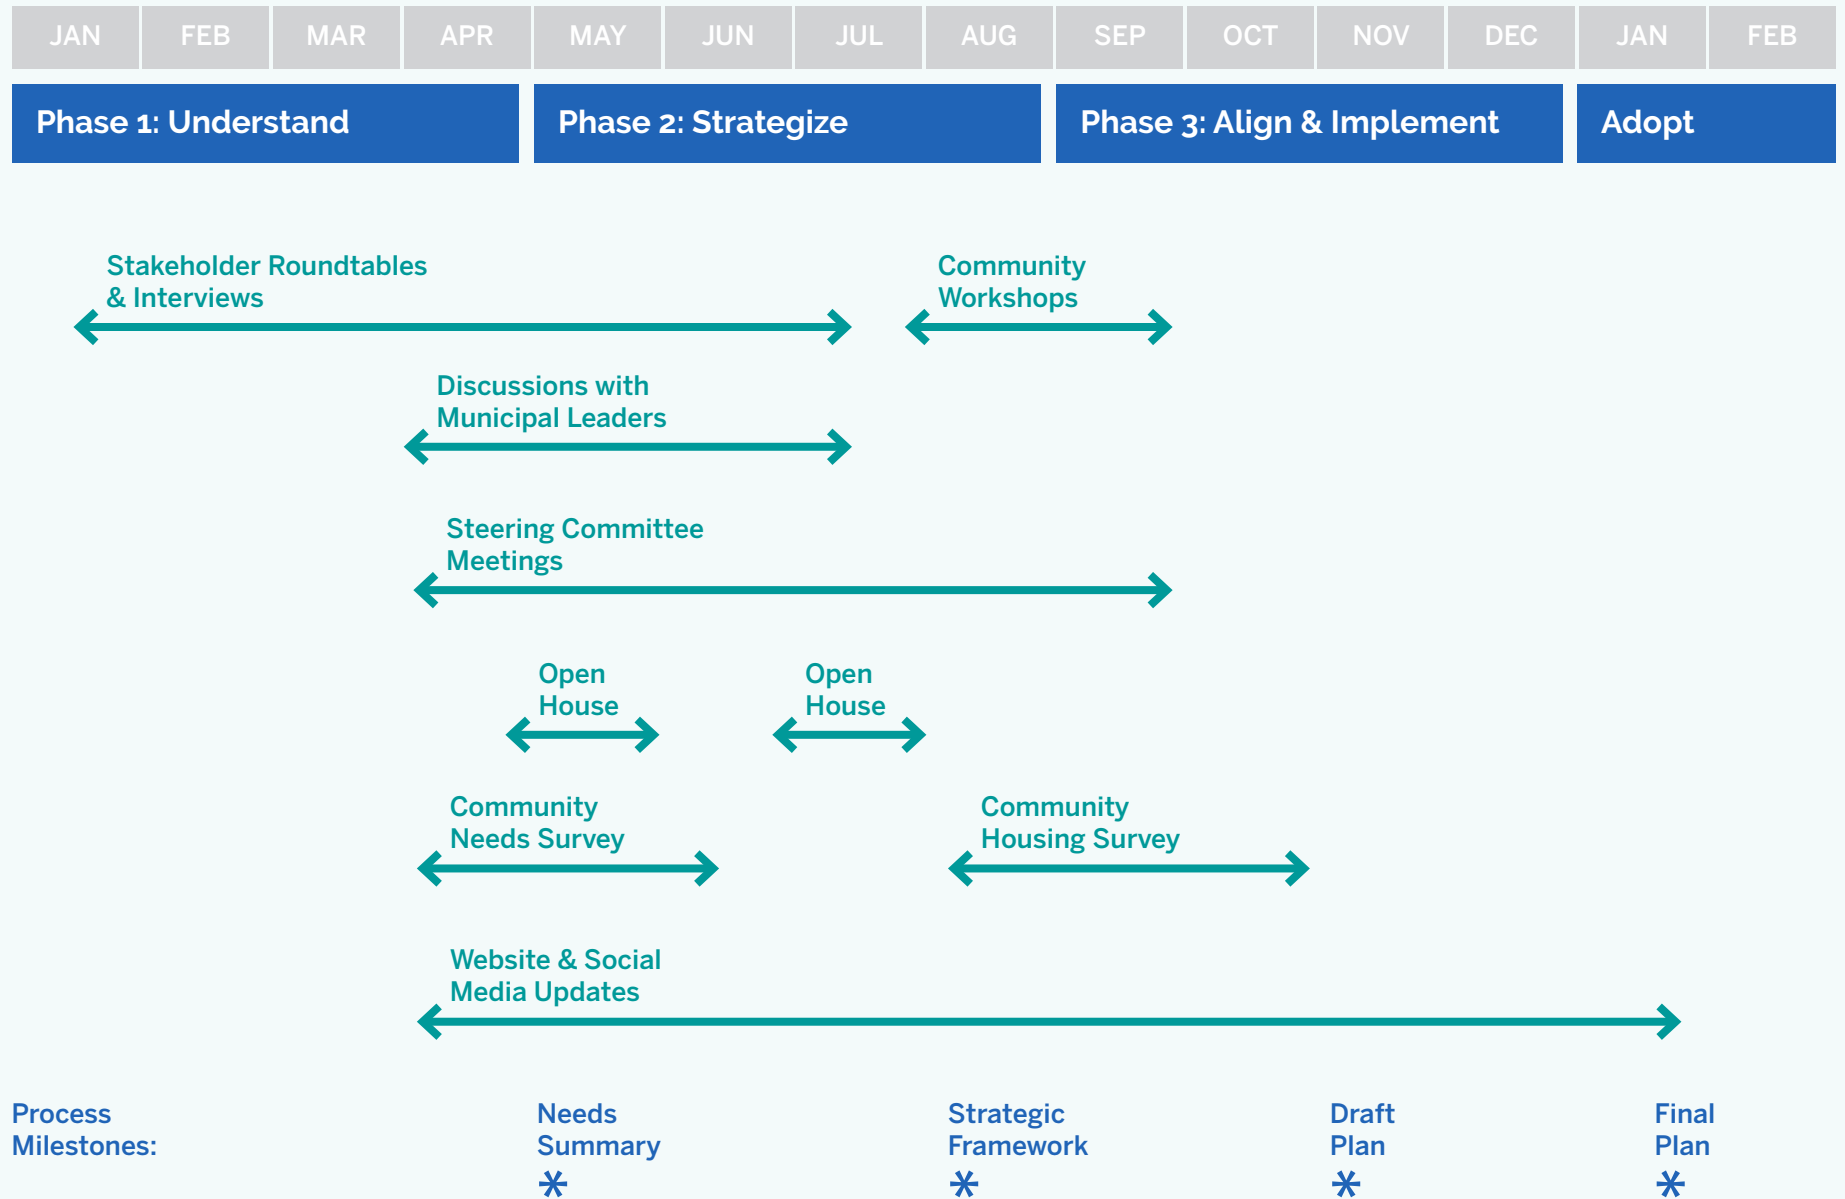 JAN FEB MAR APR MAY JUN JUL AUG SEP OCT NOV DEC JAN FEB
Phase 1: Understand Phase 2: Strategize Phase 3: Align & Implement Adopt
Stakeholder Roundtables
& Interviews
Community
Workshops
Discussions with
Municipal Leaders
Steering Committee
Meetings
Open
House
Open
House
Community
Needs Survey
Community
Housing Survey
Website & Social
Media Updates
Process
Milestones:
Needs
Summary
Strategic
Framework
Draft
Plan
Final
Plan